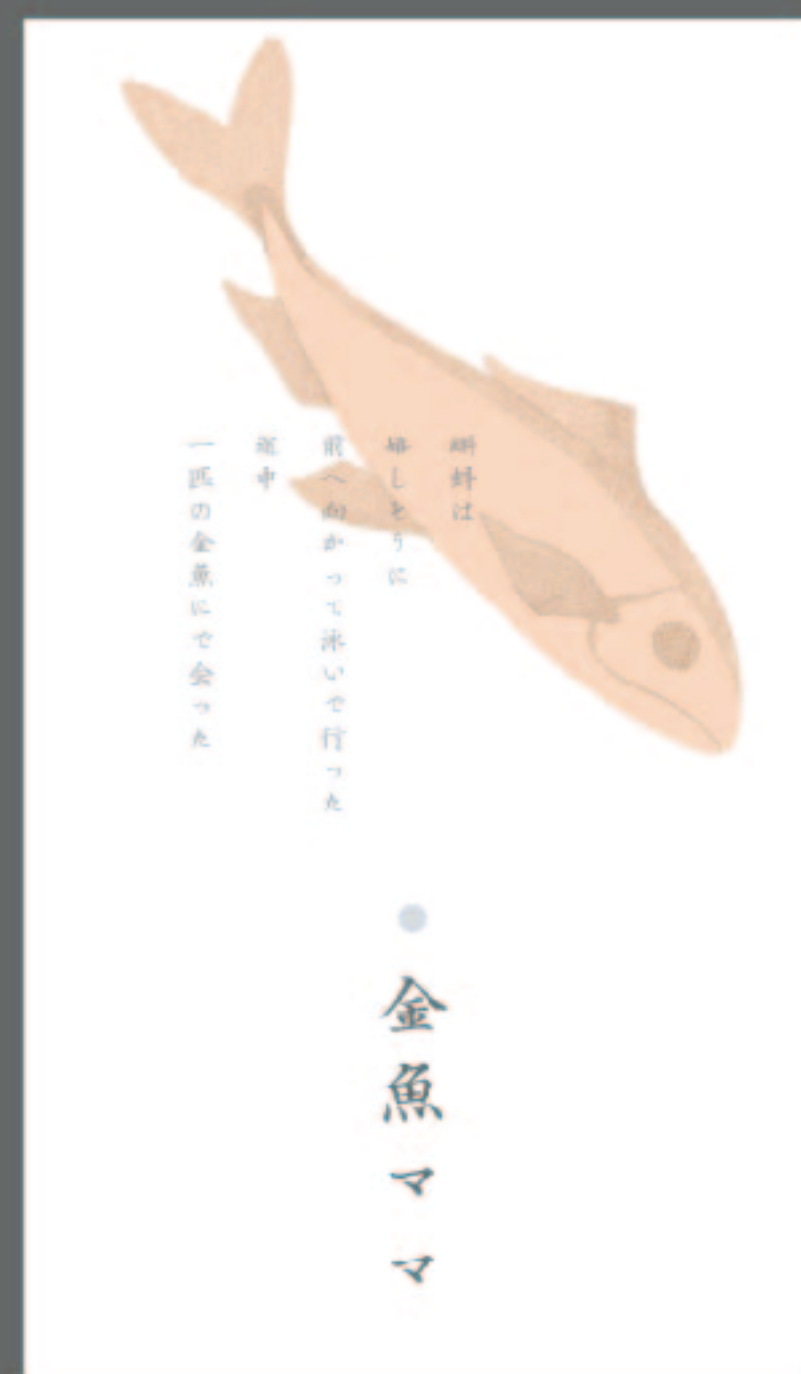 蝌蚪は
嬉しそうに
前へ向かって泳いで行った
途中
一匹の金魚にで会った
金魚ママ